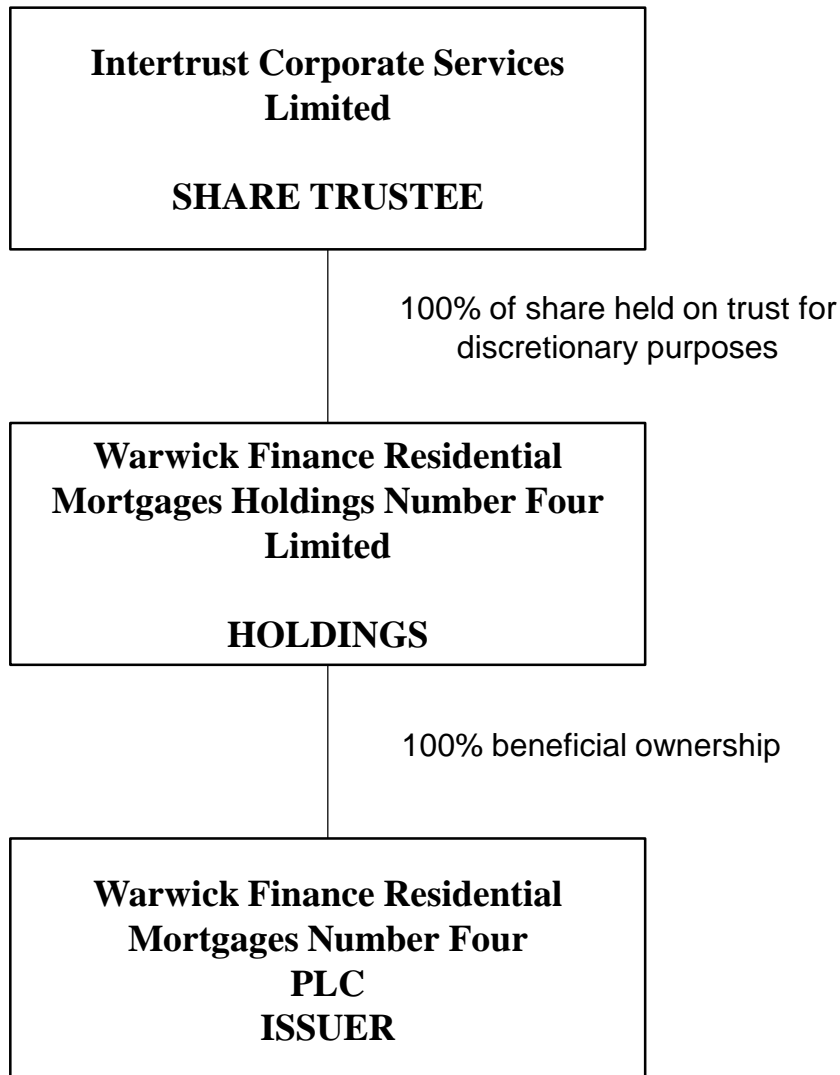 Intertrust Corporate Services
Limited
SHARE TRUSTEE
100% of share held on trust for
discretionary purposes
Warwick Finance Residential
Mortgages Holdings Number Four
Limited
HOLDINGS
100% beneficial ownership
Warwick Finance Residential
Mortgages Number Four
PLC
ISSUER